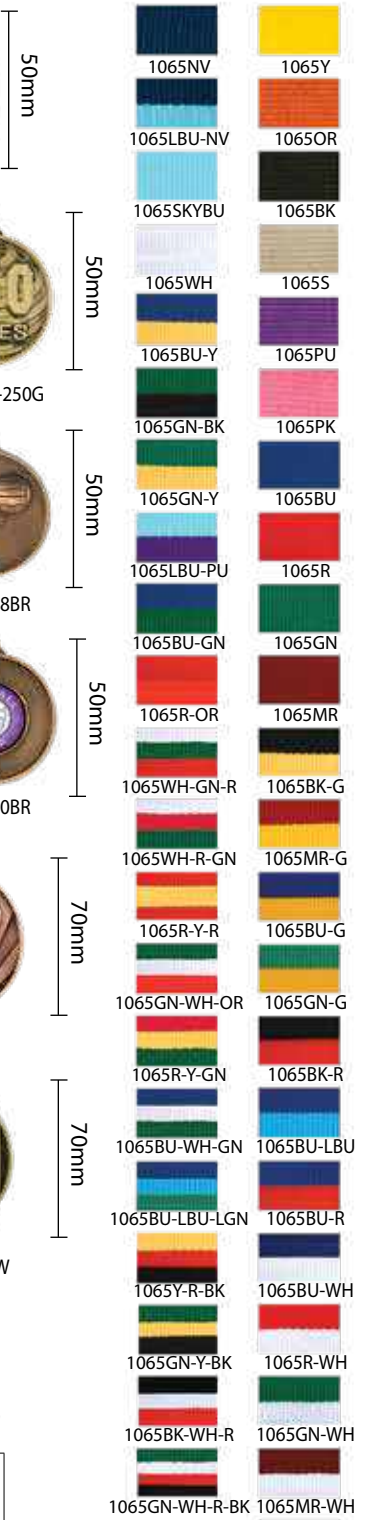 50mm
50
ES
50mm
-250G
50mm
8BR
50mm
0BR
70mm
70mm
W
1065NV 1065Y
1065LBU-NV 1065OR
1065SKYBU 1065BK
1065WH 1065S
1065BU-Y 1065PU
1065GN-BK 1065PK
1065GN-Y 1065BU
1065LBU-PU 1065R
1065BU-GN 1065GN
1065R-OR 1065MR
1065WH-GN-R 1065BK-G
1065WH-R-GN 1065MR-G
1065R-Y-R 1065BU-G
1065GN-WH-OR 1065GN-G
1065R-Y-GN 1065BK-R
1065BU-WH-GN 1065BU-LBU
1065BU-LBU-LGN 1065BU-R
1065Y-R-BK 1065BU-WH
1065GN-Y-BK 1065R-WH
1065BK-WH-R 1065GN-WH
1065GN-WH-R-BK 1065MR-WH